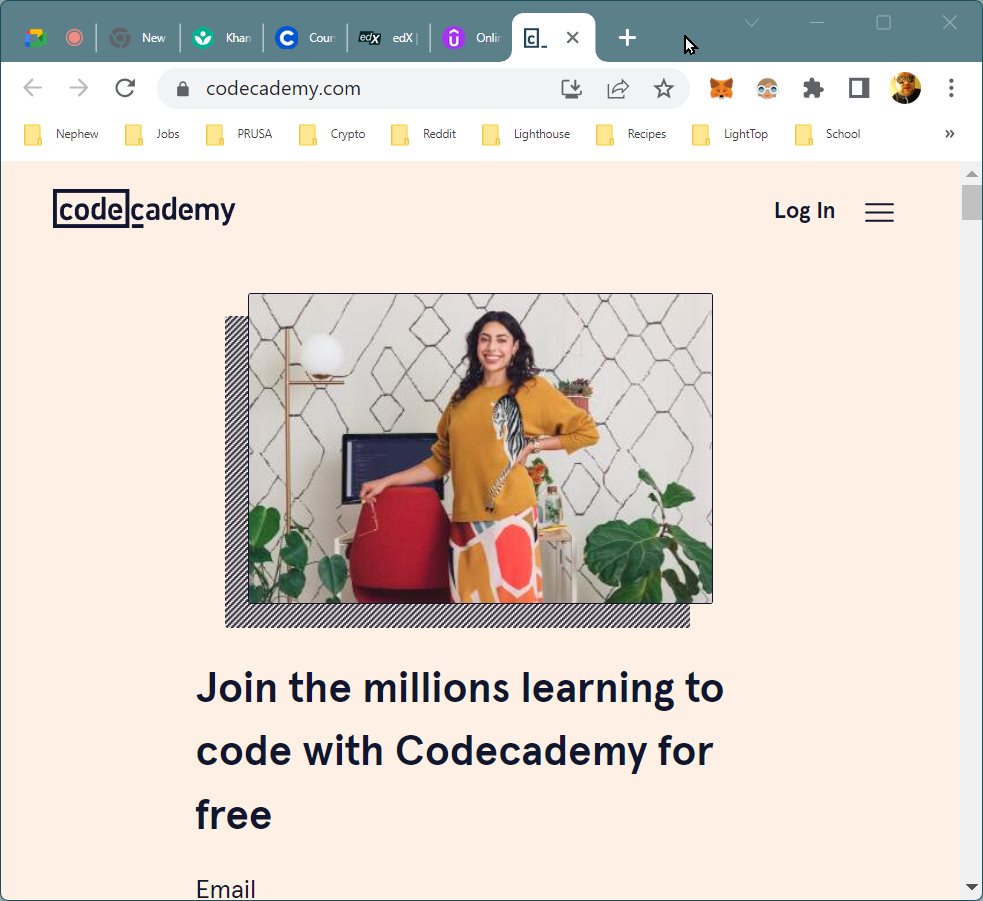 New
Khan
Cour
edX
edX |
Onlin
c_
codecademy.com
Nephew
Jobs
PRUSA
Crypto
Reddit
Lighthouse
Recipes
LightTop
School
»
codecademy
Log In
Join the millions learning to
code with Codecademy for
free
Email